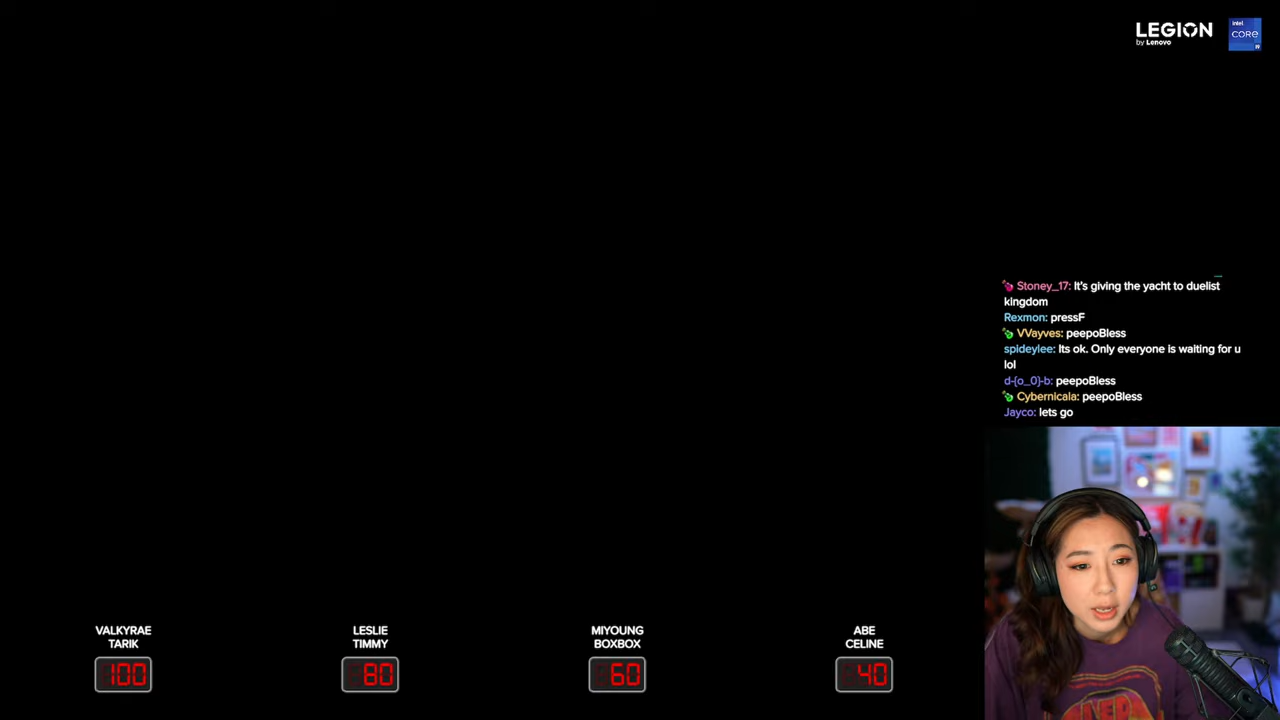 LEGION
by Lenovo
intel
CORE
i9
Stoney_17: It's giving the yacht to duelist
kingdom
Rexmon: pressF
VVayves: peepoBless
spideylee: Its ok. Only everyone is waiting for u
lol
d-{o_0}-b: peepoBless
Cybernicala: peepoBless
Jayco: lets go
VALKYRAE
TARIK
100
LESLIE
TIMMY
80
MIYOUNG
BOXBOX
60
ABE
CELINE
40